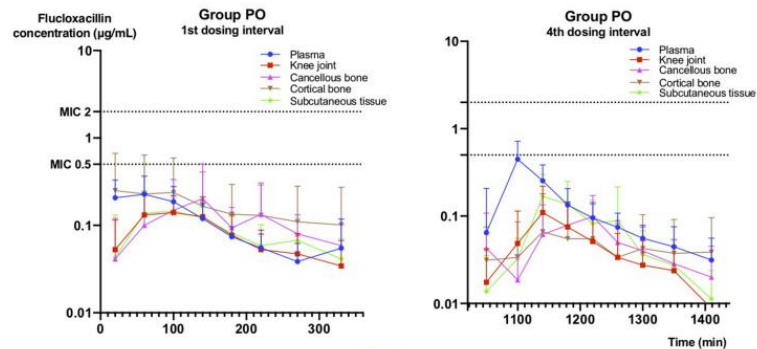 Flucloxacillin
concentration (µg/mL)
Group PO
1st dosing interval
10
MIC 2
1
MIC 0.5
0.1
0.01
0
100
200
300
Plasma
Knee joint
Cancellous bone
Cortical bone
Subcutaneous tissue
Group PO
4th dosing interval
10
1
0.1
0.01
1100
1200
1300
1400
Plasma
Knee joint
Cancellous bone
Cortical bone
Subcutaneous tissue
Time (min)